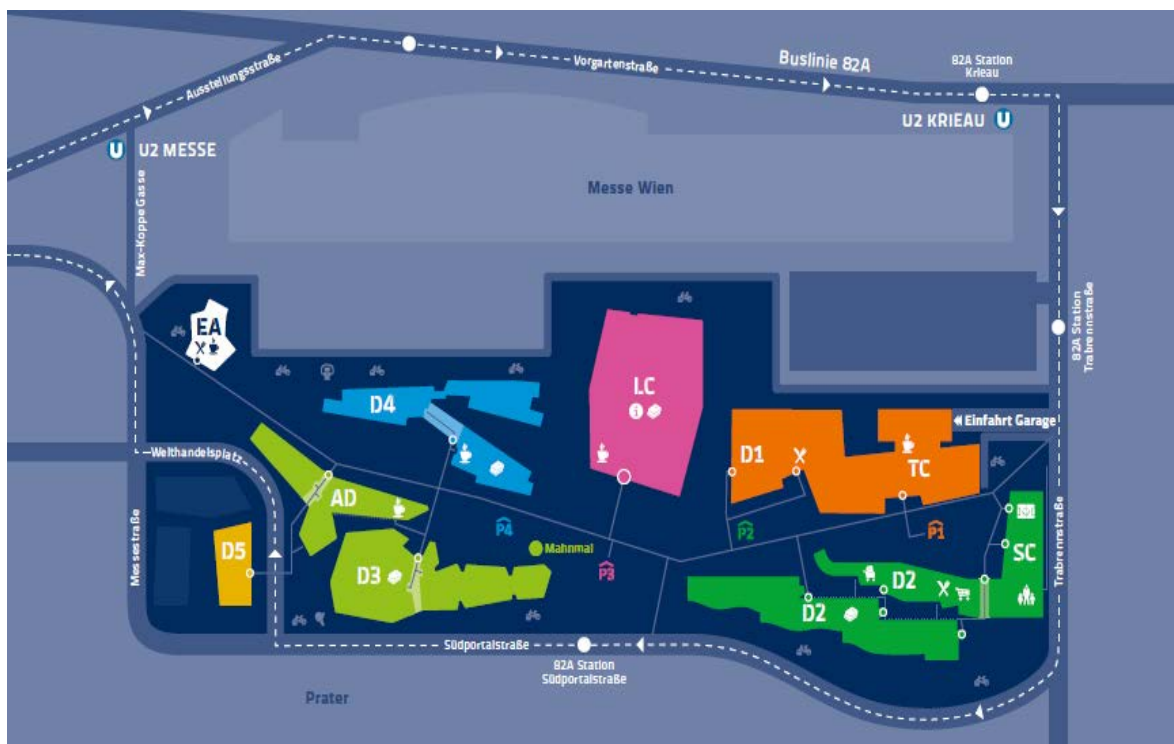 Ausstellungsstraße
Vorgartenstraße
Buslinie 82A
82A Station
Krieau
U2 KRIEAU U
U U2 MESSE
Max-Koppe Gasse
Messe Wien
82A Station
Trabrennstraße
EA
D4
LC
i
Einfahrt Garage
D1
TC
Welthandelsplatz
AD
P4
P2
P1
Mahnmal
D5
D3
P3
D2
SC
D2
Messestraße
Trabrennstraße
Südportalstraße
82A Station
Südportalstraße
Prater